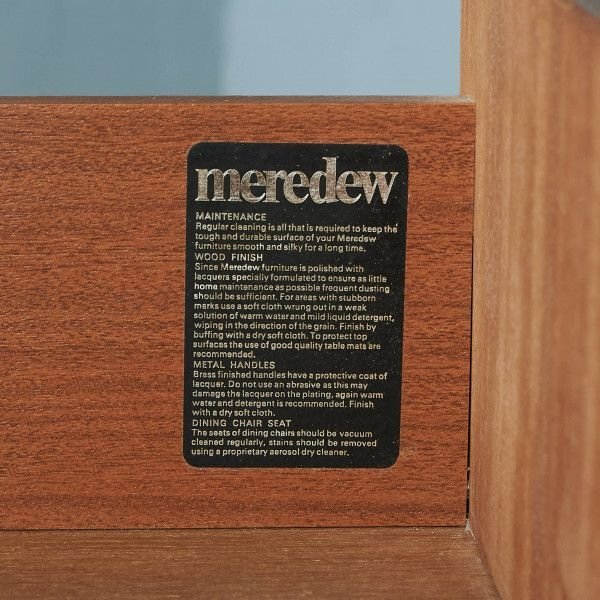 meredew
MAINTENANCE
Regular cleaning is all that is required to keep the
tough and durable surface of your Meredew
furniture smooth and silky for a long time.
WOOD FINISH
Since Meredew furniture is polished with
lacquers specially formulated to ensure as little
home maintenance as possible frequent dusting
should be sufficient. For areas with stubborn
marks use a soft cloth wrung out in a weak
solution of warm water and mild liquid detergent,
wiping in the direction of the grain. Finish by
buffing with a dry soft cloth. To protect top
surfaces the use of good quality table mats are
recommended.
METAL HANDLES
Brass finished handles have a protective coat of
lacquer. Do not use an abrasive as this may
damage the lacquer on the plating, again warm
water and detergent is recommended. Finish
with a dry soft cloth.
DINING CHAIR SEAT
The seats of dining chairs should be vacuum
cleaned regularly, stains should be removed
using a proprietary aerosol dry cleaner.